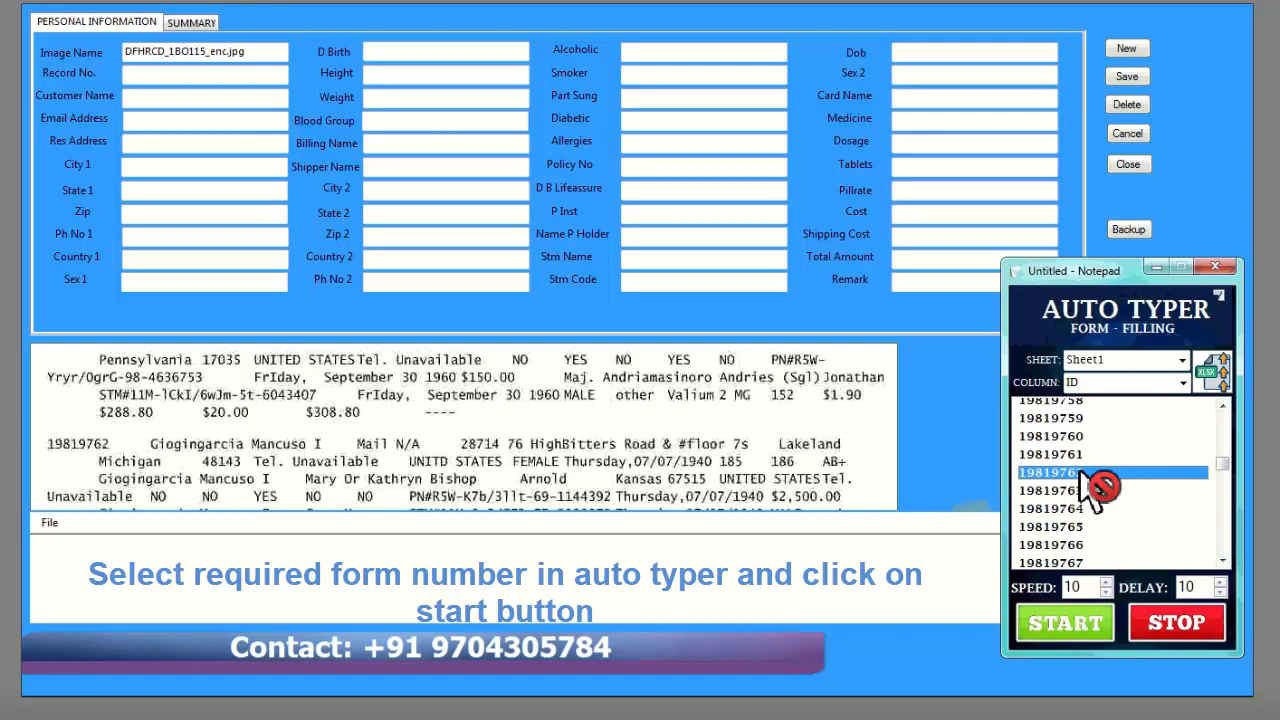 PERSONAL INFORMATION SUMMARY
Image Name DFHRCD_1BO115_enc.jpg D Birth Alcoholic Dob New
Record No. Height Smoker Sex 2 Save
Customer Name Weight Part Sung Card Name Delete
Email Address Blood Group Diabetic Medicine
Res Address Billing Name Allergies Dosage Cancel
City 1 Shipper Name Policy No Tablets Close
State 1 City 2 D B Lifeassure Pillrate
Zip State 2 P Inst Cost
Ph No 1 Zip 2 Name P Holder Shipping Cost Backup
Country 1 Country 2 Stm Name Total Amount
Sex 1 Ph No 2 Stm Code Remark
Pennsylvania 17035 UNITED STATESTel. Unavailable NO YES NO YES NO PN#R5W-
Yryr/OgrG-98-4636753 FrIday, September 30 1960 $150.00 Maj. Andriamasinoro Andries (Sgl)Jonathan
STM#11M-lCkI/6wJm-5t-6043407 FrIday, September 30 1960 MALE other Valium 2 MG 152 $1.90
$288.80 $20.00 $308.80 ----
19819762 Giogingarcia Mancuso I Mail N/A 28714 76 HighBitters Road & #floor 7s Lakeland
Michigan 48143 Tel. Unavailable UNITD STATES FEMALE Thursday,07/07/1940 185 186 AB+
Giogingarcia Mancuso I Mary Or Kathryn Bishop Arnold Kansas 67515 UNITED STATESTel.
Unavailable NO NO YES NO NO PN#R5W-K7b/3llt-69-1144392 Thursday,07/07/1940 $2,500.00
File
Select required form number in auto typer and click on
start button
Contact: +91 9704305784
Untitled - Notepad
AUTO TYPER
FORM - FILLING
SHEET: Sheet1
COLUMN: ID
XLSX
19819758
19819759
19819760
19819761
19819764
19819765
19819766
19819767
SPEED: 10 DELAY: 10
START STOP